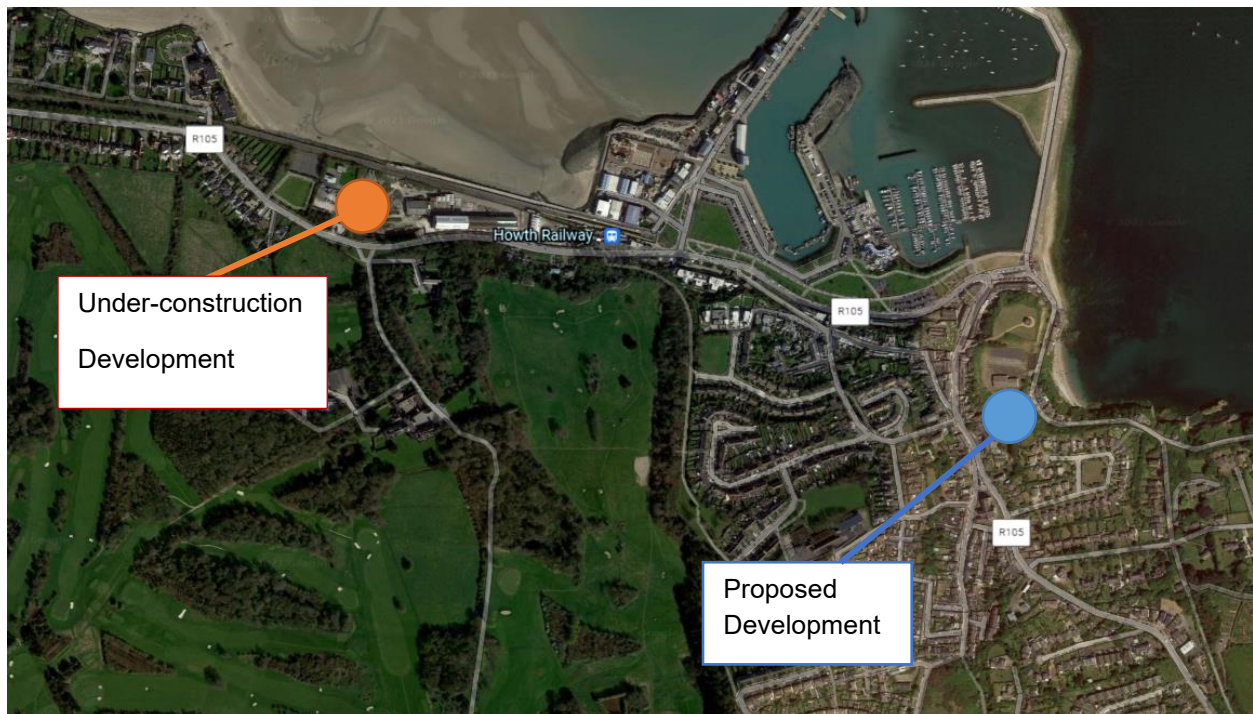 R105
Howth Railway
Under-construction
Development
R105
R105
Proposed
Development